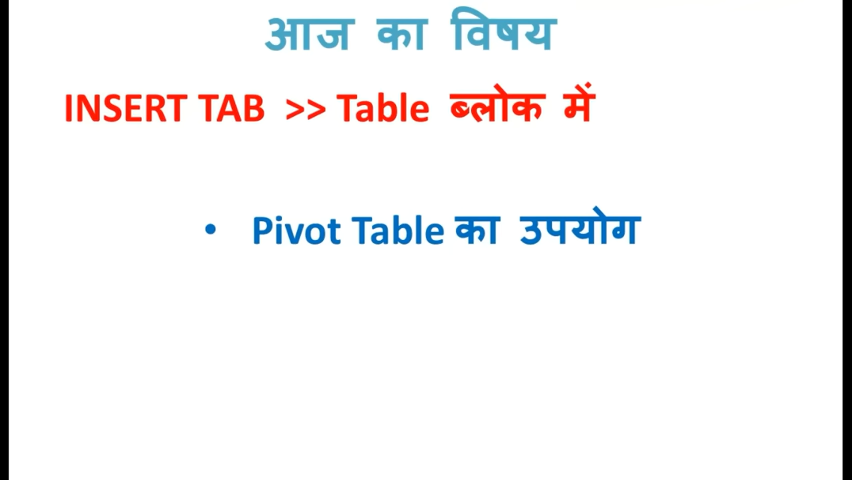 आज का विषय
INSERT TAB >> Table ब्लोक में
• Pivot Table का उपयोग